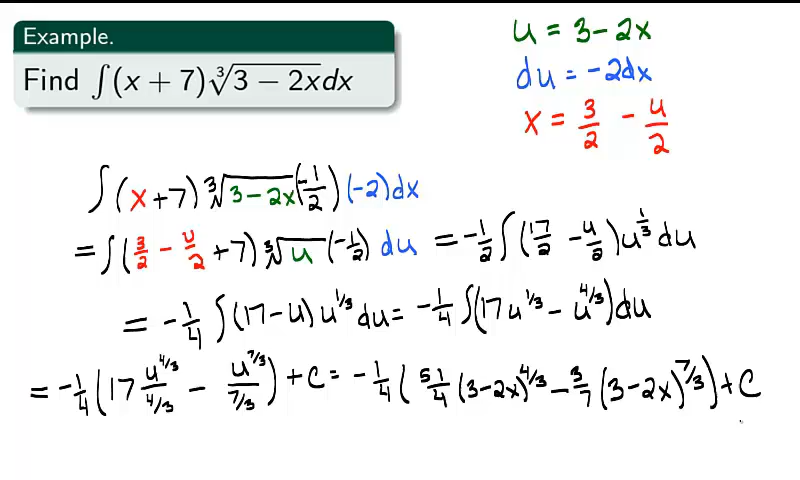 Example.
Find ∫(x + 7)∛(3 − 2x)dx
u = 3 − 2x
du = −2dx
x = 3/2 − u/2
∫(x + 7) ∛(3 − 2x) (−1/2) (−2)dx
= ∫(3/2 − u/2 + 7) ∛u (−1/2) du = −1/2 ∫(17/2 − u/2) u^(1/3) du
= −1/4 ∫(17 − u) u^(1/3) du = −1/4 ∫(17u^(1/3) − u^(4/3)) du
= −1/4 (17 u^(4/3)/(4/3) − u^(7/3)/(7/3)) + C = −1/4 (51/4 (3−2x)^(4/3) − 3/7 (3−2x)^(7/3)) + C